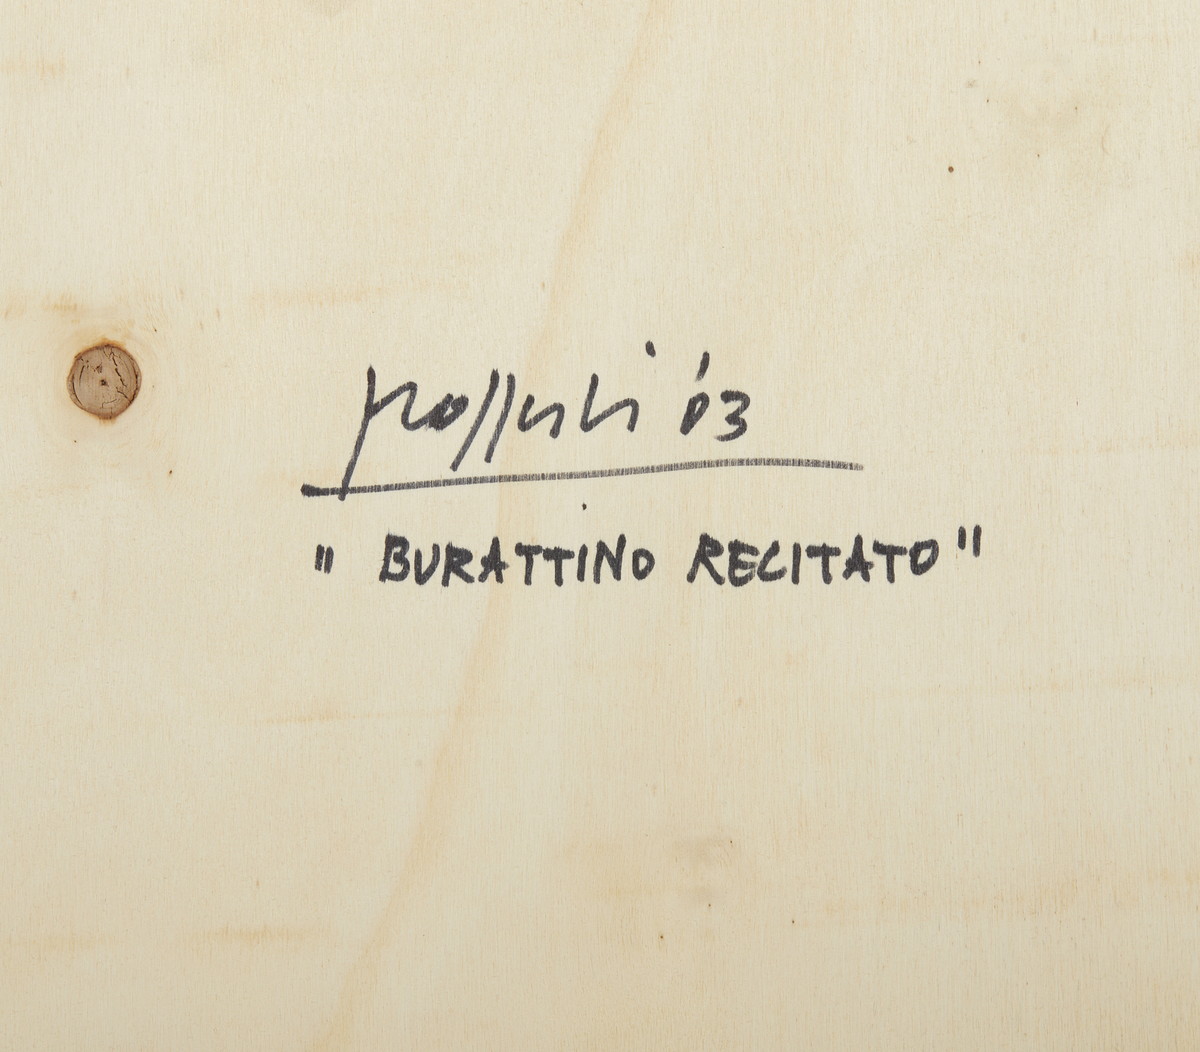 '03
" BURATTINO RECITATO "